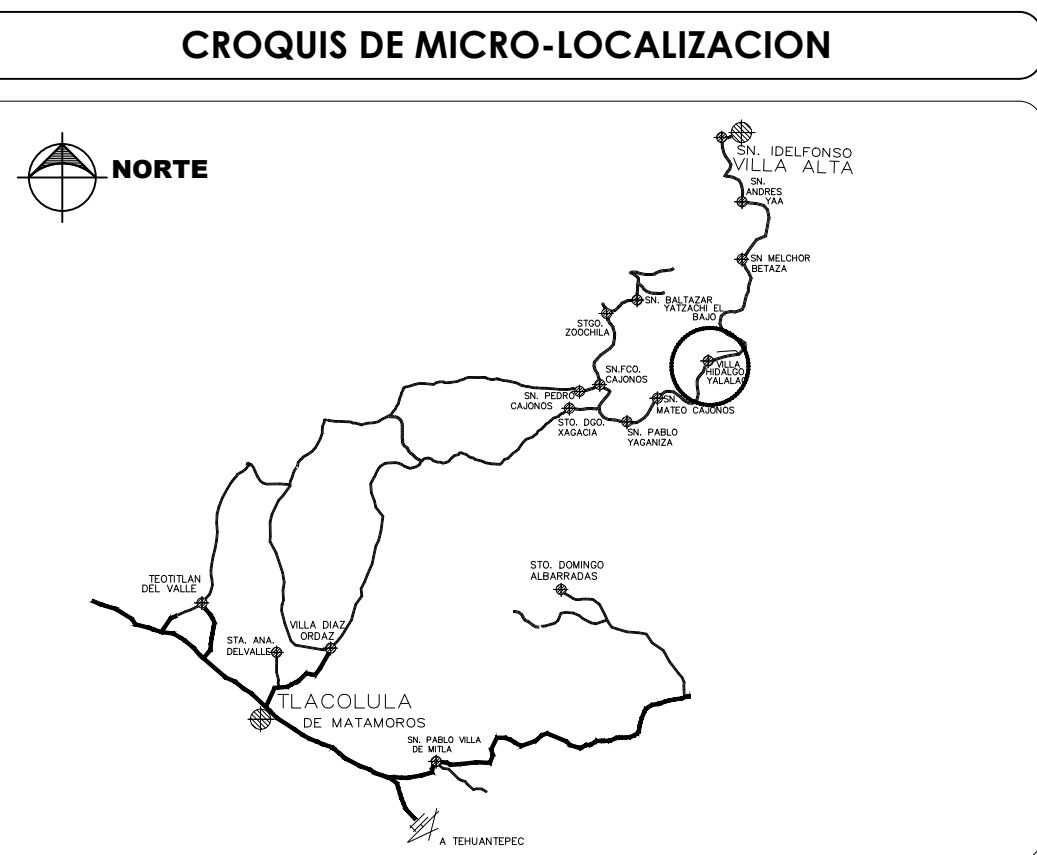 CROQUIS DE MICRO-LOCALIZACION
NORTE
SN. IDELFONSO
VILLA ALTA
SN.
ANDRES
YAA
SN MELCHOR
BETAZA
SN. BALTAZAR
YATZACHI EL
BAJO
STGO.
ZOOCHILA
VILLA
HIDALGO
YALALAG
SN.FCO.
CAJONOS
SN. PEDRO
CAJONOS
SN.
MATEO CAJONOS
STO. DGO.
XAGACIA
SN. PABLO
YAGANIZA
STO. DOMINGO
ALBARRADAS
TEOTITLAN
DEL VALLE
VILLA DIAZ
ORDAZ
STA. ANA.
DELVALLE
TLACOLULA
DE MATAMOROS
SN. PABLO VILLA
DE MITLA
A TEHUANTEPEC